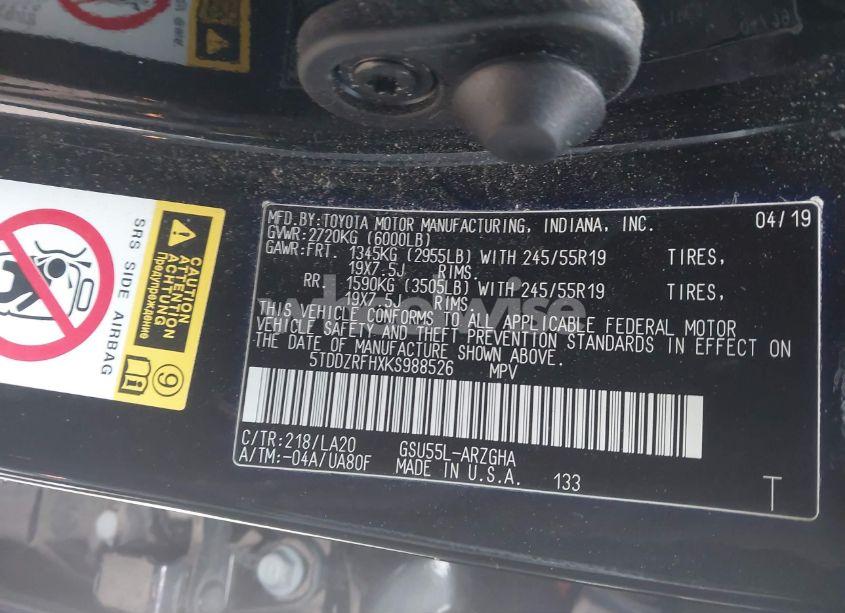 MFD.BY:TOYOTA MOTOR MANUFACTURING, INDIANA, INC. 04/19
GVWR:2720KG (6000LB)
GAWR:FRT. 1345KG (2955LB) WITH 245/55R19 TIRES,
19X7.5J RIMS.
RR. 1590KG (3505LB) WITH 245/55R19 TIRES,
19X7.5J RIMS.
THIS VEHICLE CONFORMS TO ALL APPLICABLE FEDERAL MOTOR
VEHICLE SAFETY AND THEFT PREVENTION STANDARDS IN EFFECT ON
THE DATE OF MANUFACTURE SHOWN ABOVE.
5TDDZRFHXKS988526 MPV
C/TR:218/LA20 GSU55L-ARZGHA
A/TM:-04A/UA80F MADE IN U.S.A. 133
T
SRS SIDE AIRBAG
CAUTION
ATTENTION
ACHTUNG
Предупреждение
9